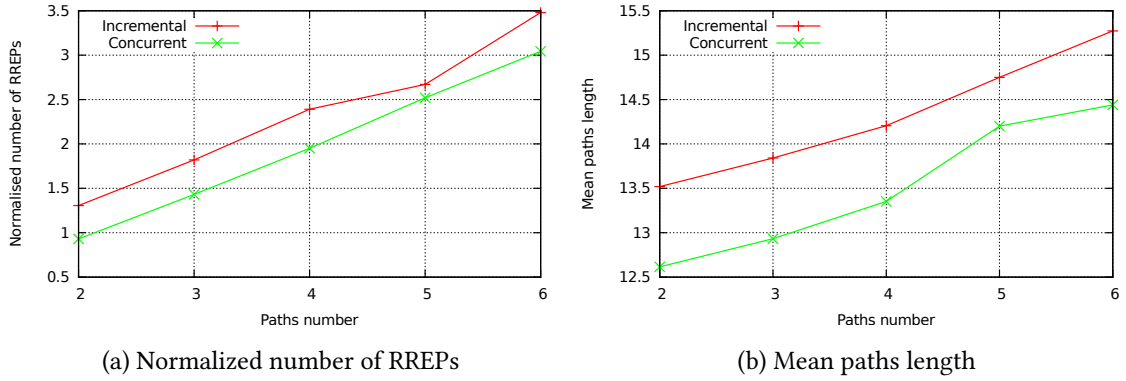 3.5
3
2.5
2
1.5
1
0.5
Normalised number of RREPs
Incremental
Concurrent
2 3 4 5 6
Paths number
(a) Normalized number of RREPs
15.5
15
14.5
14
13.5
13
12.5
Mean paths length
Incremental
Concurrent
2 3 4 5 6
Paths number
(b) Mean paths length